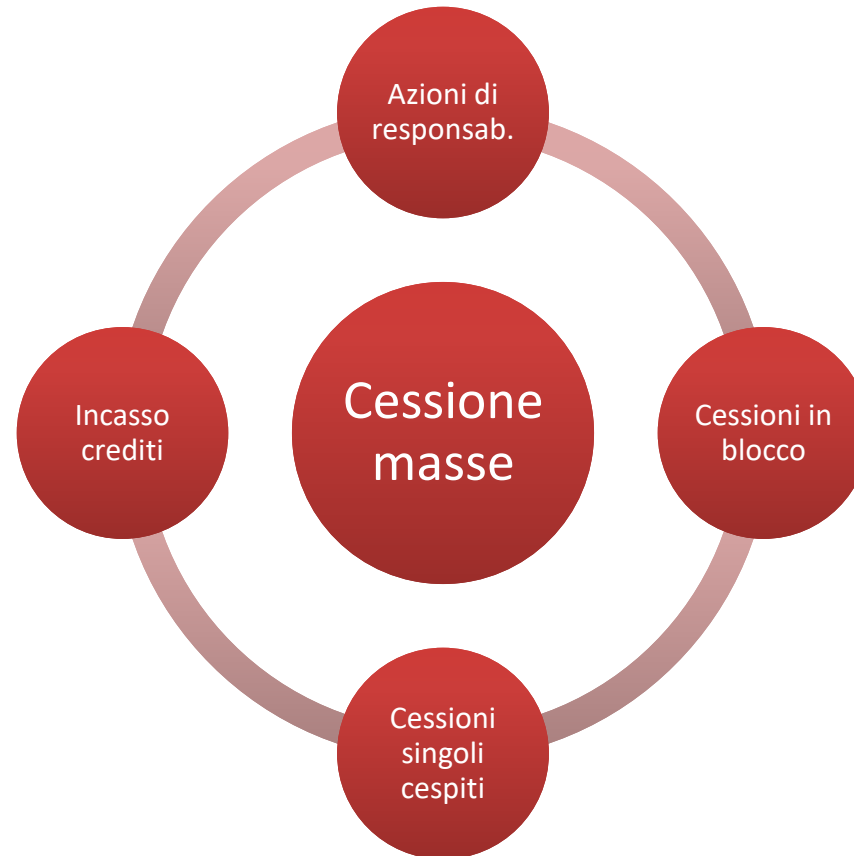 Azioni di
responsab.
Incasso
crediti
Cessione
masse
Cessioni in
blocco
Cessioni
singoli
cespiti